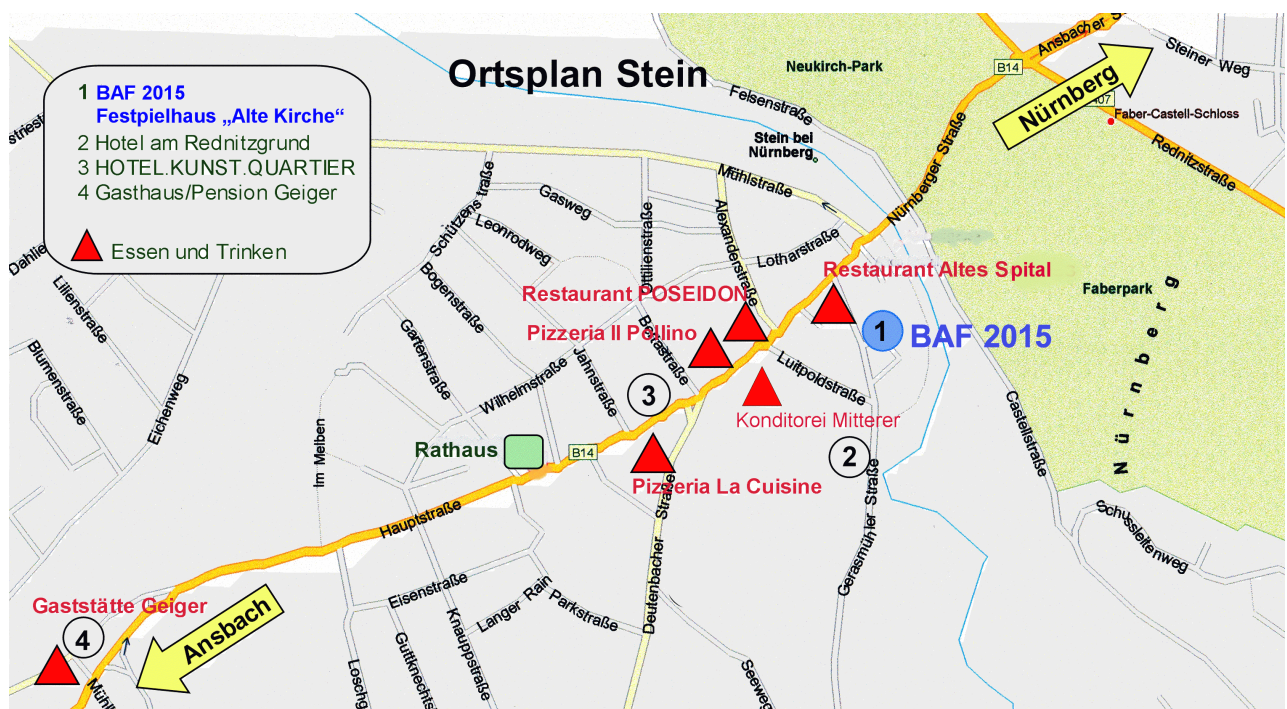 Ortsplan Stein
1 BAF 2015
Festpielhaus „Alte Kirche“
2 Hotel am Rednitzgrund
3 HOTEL.KUNST.QUARTIER
4 Gasthaus/Pension Geiger
Essen und Trinken
Neukirch-Park
Felsenstraße
Stein bei
Nürnberg
Ansbacher
Steiner Weg
B14
Nürnberg
Faber-Castell-Schloss
Rednitzstraße
Nürnberger Straße
Mühlstraße
Alexanderstraße
Lotharstraße
Gasweg
Leonrodweg
Schützenstraße
Ottilienstraße
Bogenstraße
Gartenstraße
Wilhelmstraße
Jahnstraße
Lilienstraße
Blumenstraße
Eichenweg
Im Melben
Restaurant Altes Spital
Restaurant POSEIDON
Pizzeria Il Pollino
1
BAF 2015
Faberpark
Nürnberg
Luitpoldstraße
Konditorei Mitterer
3
2
Castellstraße
Rathaus
B14
Pizzeria La Cuisine
Hauptstraße
Deutenbacher Straße
Gerasmühler Straße
Schussleitenweg
Eisenstraße
Langer Rain
Parkstraße
Knauppstraße
Seeweg
Gaststätte Geiger
4
Ansbach